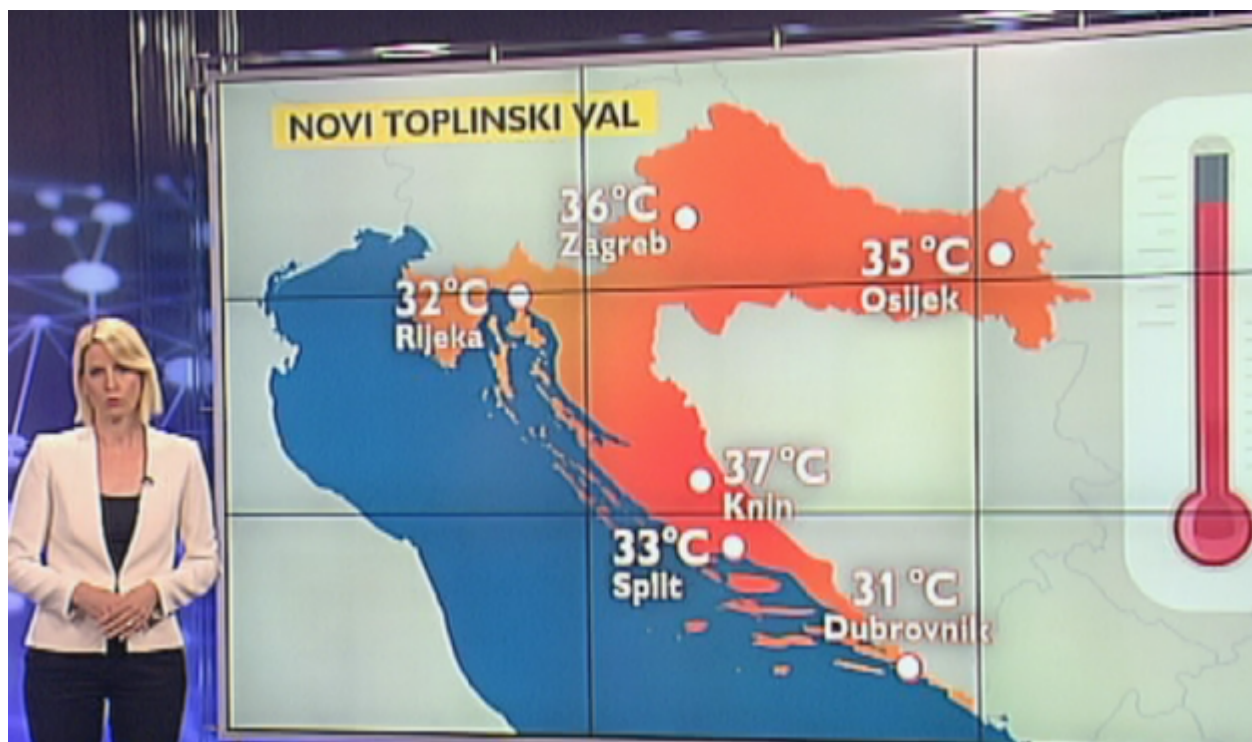 NOVI TOPLINSKI VAL
36°C
Zagreb
35°C
Osijek
32°C
Rijeka
37°C
Knin
33°C
Split
31°C
Dubrovnik